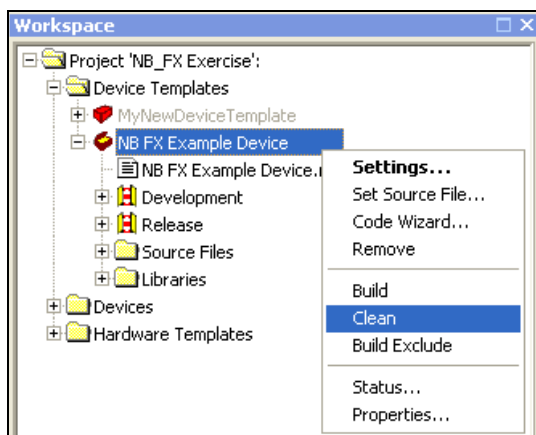 Workspace
Project 'NB_FX Exercise':
Device Templates
MyNewDeviceTemplate
NB FX Example Device
NB FX Example Device.
Settings...
Development
Set Source File...
Code Wizard...
Release
Remove
Source Files
Libraries
Build
Devices
Clean
Hardware Templates
Build Exclude
Status...
Properties...